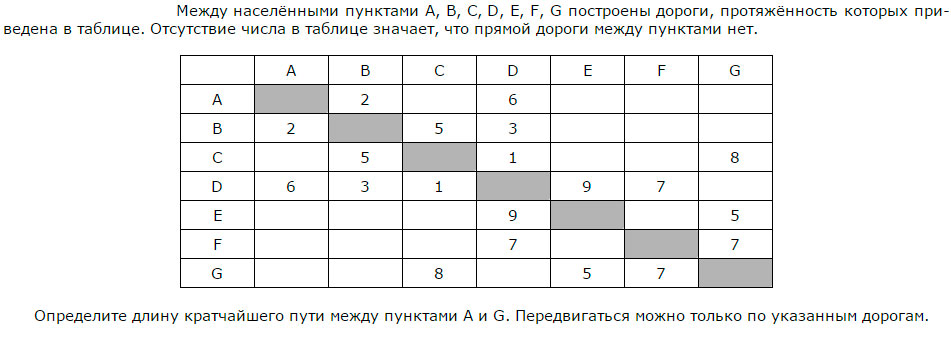 Между населёнными пунктами A, B, C, D, E, F, G построены дороги, протяжённость которых при-
ведена в таблице. Отсутствие числа в таблице значает, что прямой дороги между пунктами нет.
A B C D E F G
A 2 6
B 2 5 3
C 5 1 8
D 6 3 1 9 7
E 9 5
F 7 7
G 8 5 7
Определите длину кратчайшего пути между пунктами A и G. Передвигаться можно только по указанным дорогам.